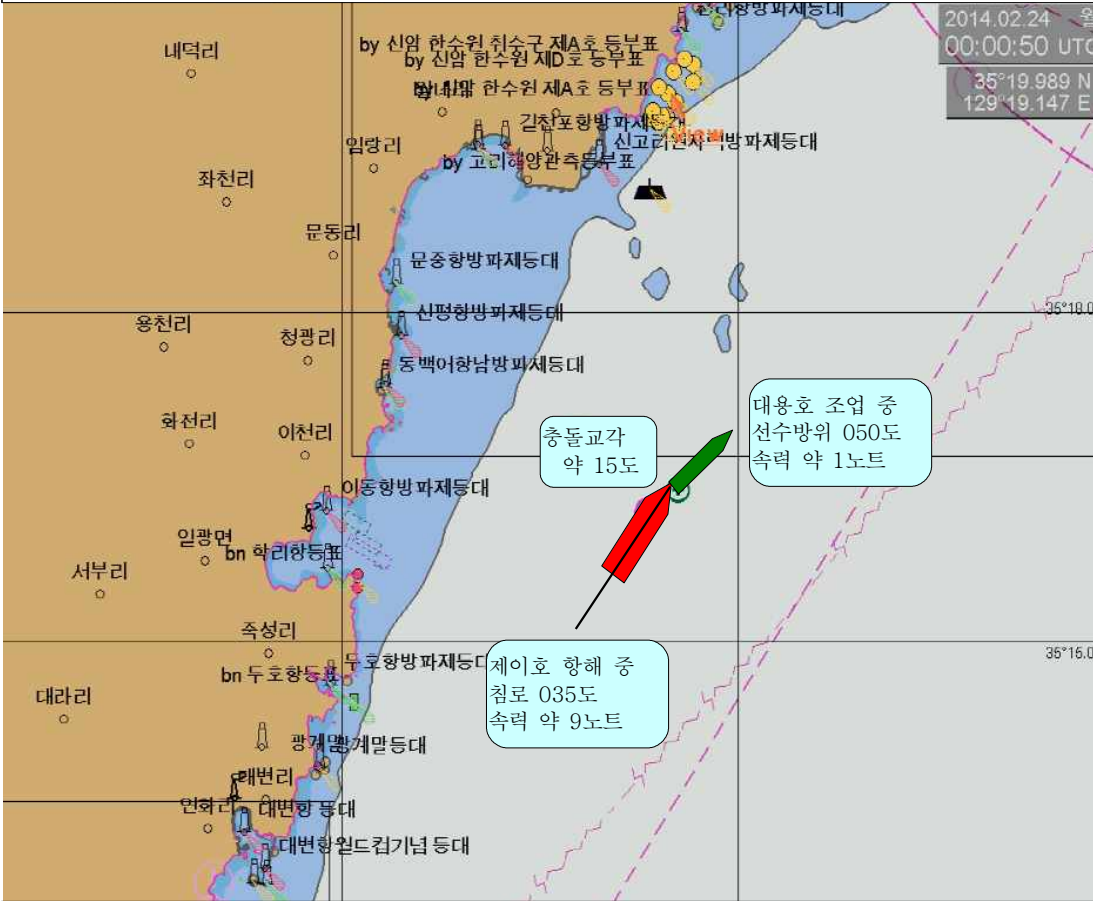 2014.02.24 월
00:00:50 UTC
35°19.989 N
129°19.147 E
내덕리
by 신암 한수원 취수구 제A호 등부표
by 신암 한수원 제D호 등부표
한수원 제A호 등부표
길천포항방파제등대
View
신고리원자력방파제등대
임랑리
by 고리해양관측등부표
좌천리
문동리
문중항방파제등대
35°18.0
신평항방파제등대
용천리
청광리
동백어항남방파제등대
대용호 조업 중
선수방위 050도
속력 약 1노트
화전리
이천리
충돌교각
약 15도
이동항방파제등대
일광면
bn 학리항등표
서부리
죽성리
35°16.0
두호항방파제등대
bn 두호항등표
제이호 항해 중
침로 035도
속력 약 9노트
대라리
광계말등대
대변리
인화리
대변항 등대
대변항월드컵기념 등대